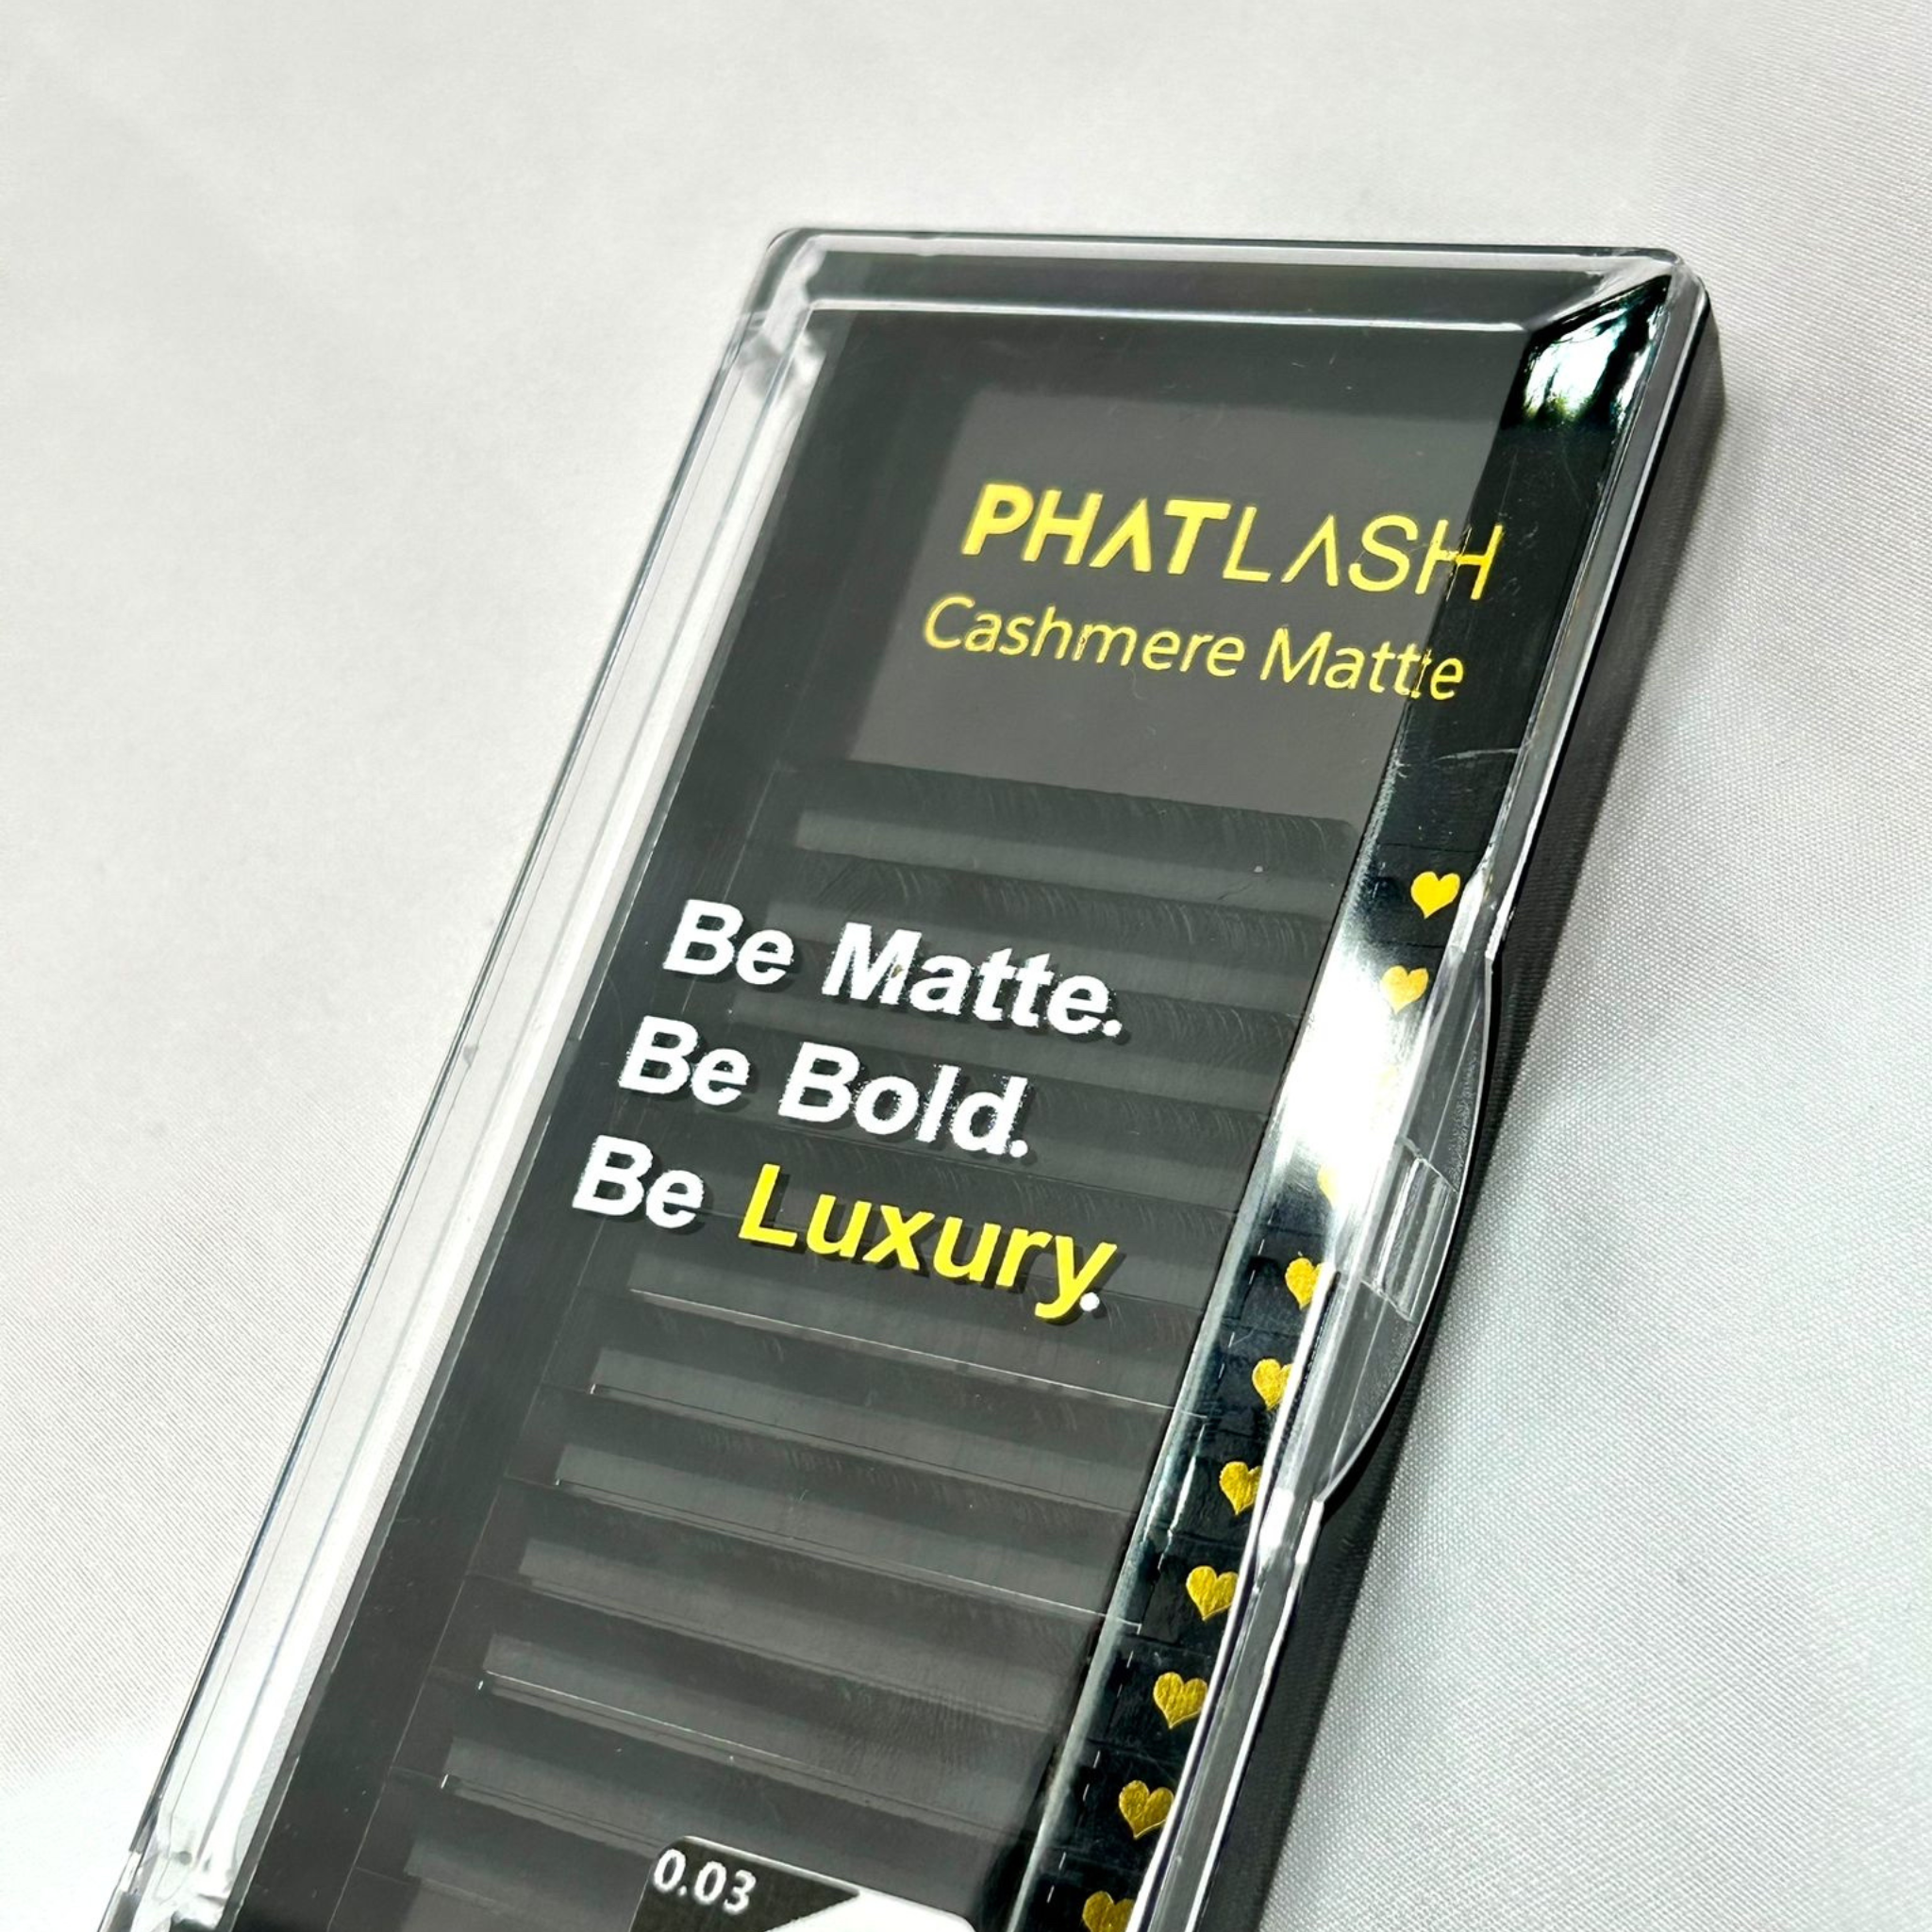 PHATLASH
Cashmere Matte
Be Matte.
Be Bold.
Be Luxury.
0.03